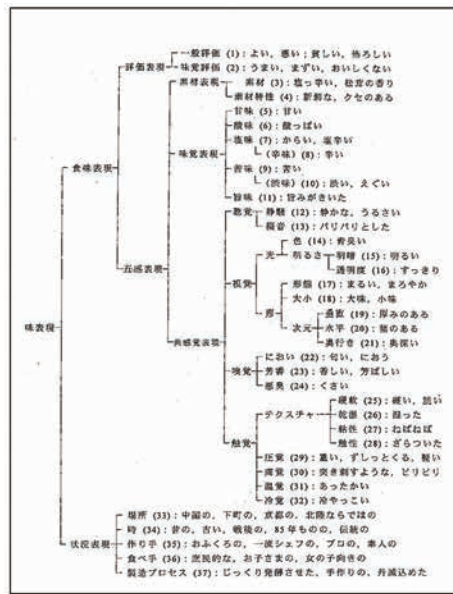 一般評価 (1)：よい、悪い；貧しい、恐ろしい
評価表現
味覚評価 (2)：うまい、まずい、おいしくない
素材表現
素材 (3)：塩っ辛い、松茸の香り
素材特性 (4)：新鮮な、クセのある
甘味 (5)：甘い
酸味 (6)：酸っぱい
塩味 (7)：からい、塩辛い
食味表現
味覚表現
(辛味) (8)：辛い
苦味 (9)：苦い
(渋味) (10)：渋い、えぐい
旨味 (11)：旨みがきいた
聴覚
静騒 (12)：静かな、うるさい
擬音 (13)：パリパリとした
五感表現
色 (14)：青臭い
光
明るさ
明暗 (15)：明るい
透明度 (16)：すっきり
視覚
形態 (17)：まるい、まろやか
大小 (18)：大味、小味
形
垂直 (19)：厚みのある
味表現
共感覚表現
次元
水平 (20)：幅のある
奥行き (21)：奥深い
におい (22)：匂い、におう
嗅覚
芳香 (23)：香しい、芳ばしい
悪臭 (24)：くさい
硬軟 (25)：硬い、
テクスチャ
乾湿 (26)：湿った
粘性 (27)：ねばねば
触性 (28)：ざらついた
触覚
圧覚 (29)：重い、ずしっとくる、軽い
痛覚 (30)：突き刺すような、ピリピリ
温覚 (31)：あったかい
冷覚 (32)：冷やっこい
場所 (33)：中国の、下町の、京都の、北陸ならではの
時 (34)：昔の、古い、戦後の、85年ものの、伝統の
状況表現
作り手 (35)：おふくろの、一流シェフの、プロの、素人の
食べ手 (36)：庶民的な、お子さまの、女の子向きの
製造プロセス (37)：じっくり発酵させた、手作りの、丹誠込めた